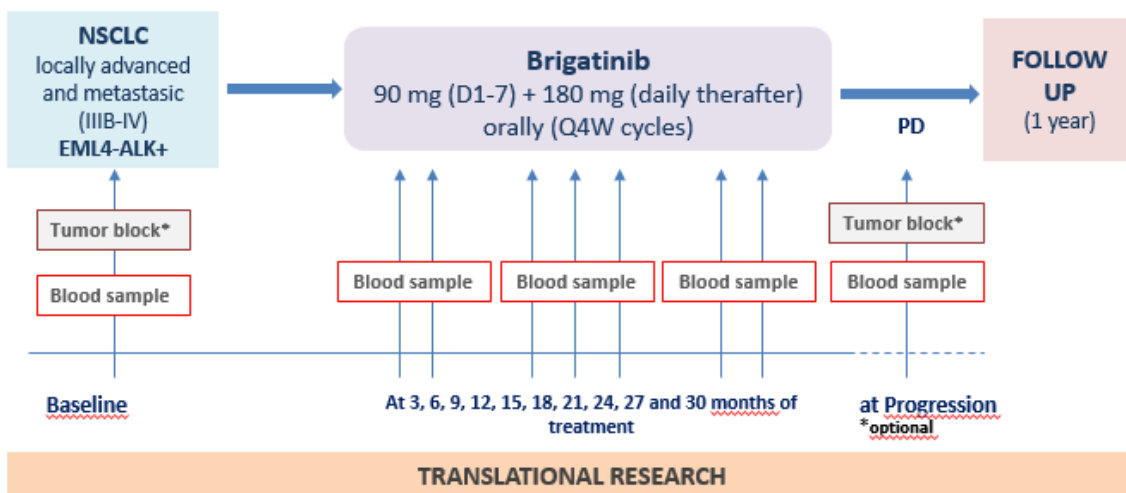 NSCLC
locally advanced
and metastasic
(IIIB-IV)
EML4-ALK+
Brigatinib
90 mg (D1-7) + 180 mg (daily therafter)
orally (Q4W cycles)
PD
FOLLOW
UP
(1 year)
Tumor block*
Blood sample
Blood sample
Blood sample
Blood sample
Tumor block*
Blood sample
Baseline
At 3, 6, 9, 12, 15, 18, 21, 24, 27 and 30 months of
treatment
at Progression
*optional
TRANSLATIONAL RESEARCH